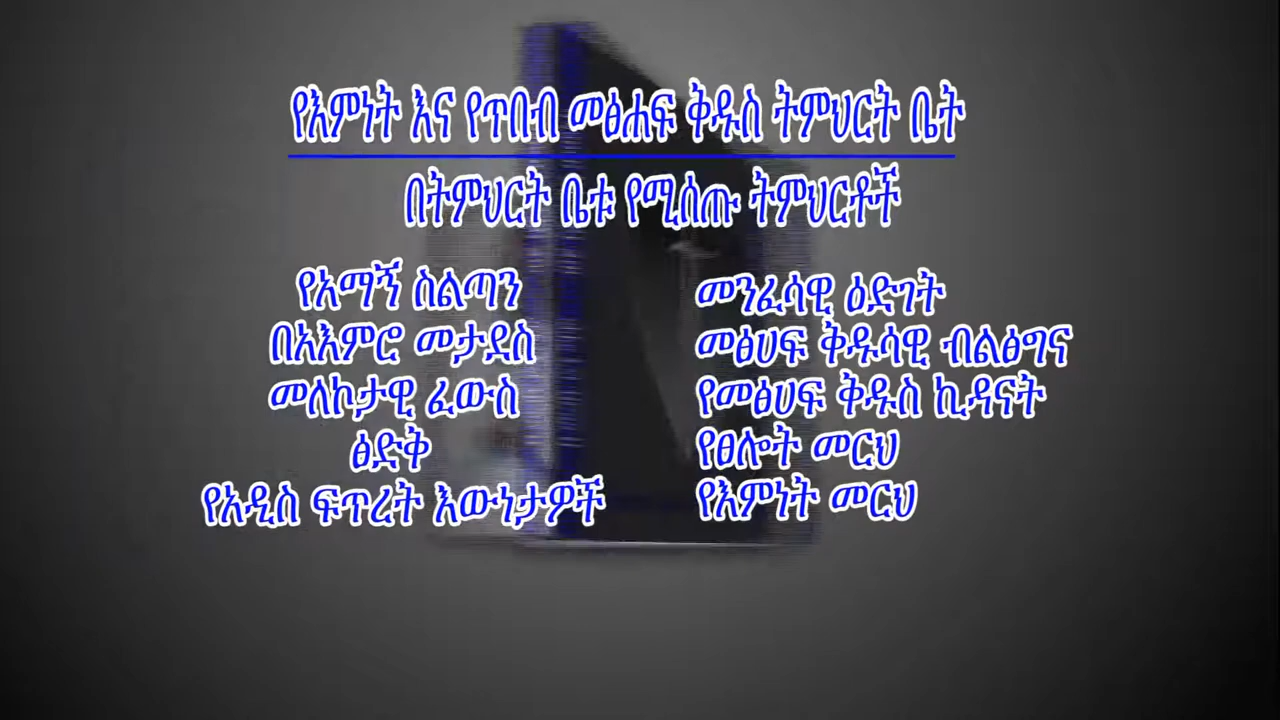 የእምነት እና የጥበብ መፅሐፍ ቅዱስ ትምህርት ቤት
በትምህርት ቤቱ የሚሰጡ ትምህርቶች
የአማኝ ስልጣን
በአእምሮ መታደስ
መለኮታዊ ፈውስ
ፅድቅ
የአዲስ ፍጥረት እውነታዎች
መንፈሳዊ ዕድገት
መፅሀፍ ቅዱሳዊ ብልፅግና
የመፅሀፍ ቅዱስ ኪዳናት
የፀሎት መርህ
የእምነት መርህ